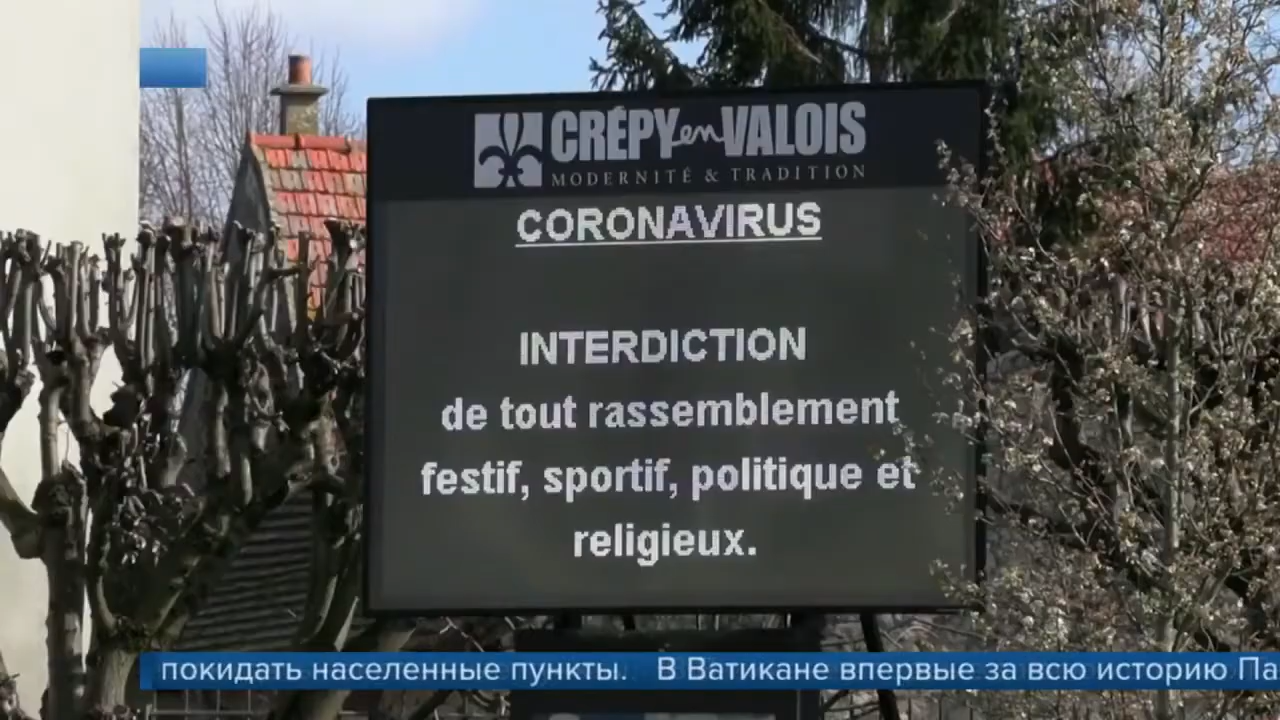 CRÉPY en VALOIS
MODERNITÉ & TRADITION
CORONAVIRUS
INTERDICTION
de tout rassemblement
festif, sportif, politique et
religieux.
покидать населенные пункты. В Ватикане впервые за всю историю Па